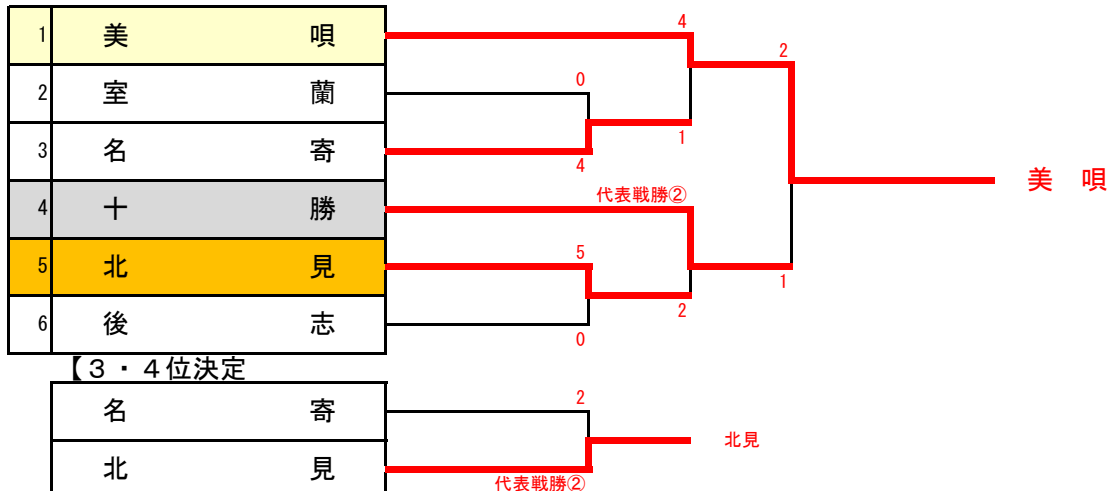 4
1 美 唄
2
2 室 蘭 0
1
3 名 寄 4
美 唄
代表戦勝②
4 十 勝
5
5 北 見 1
2
6 後 志 0
【３・４位決定
名 寄 2
北見
北 見 代表戦勝②